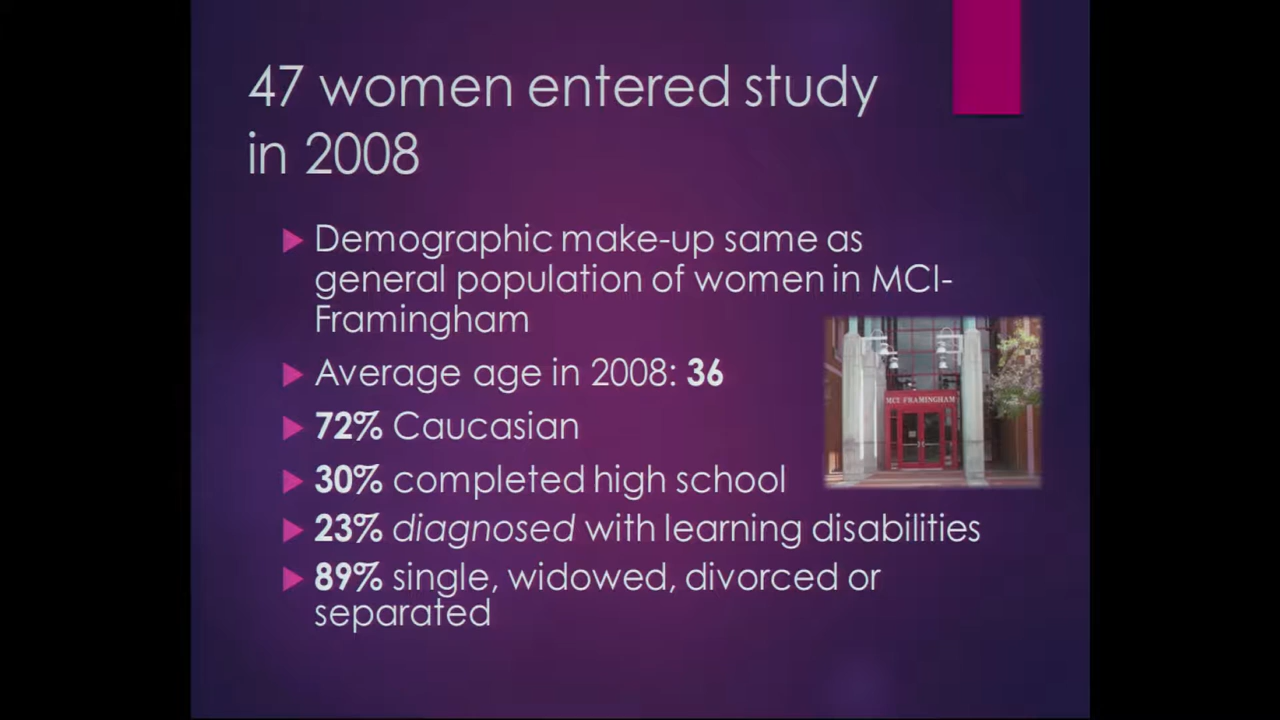 47 women entered study
in 2008
Demographic make-up same as
general population of women in MCI-
Framingham
Average age in 2008: 36
MCI FRAMINGHAM
72% Caucasian
30% completed high school
23% diagnosed with learning disabilities
89% single, widowed, divorced or
separated